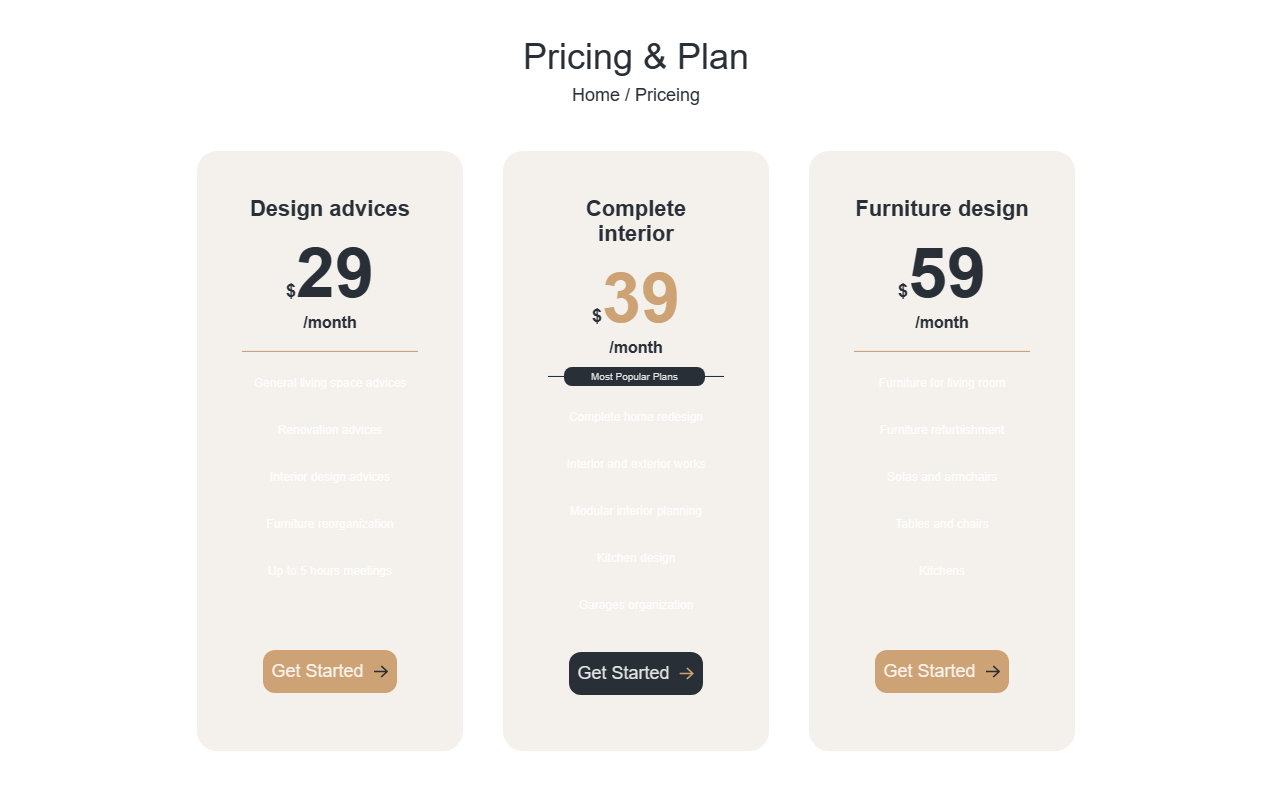 Pricing & Plan
Home / Priceing
Design advices
$29
/month
General living space advices
Renovation advices
Interior design advices
Furniture reorganization
Up to 5 hours meetings
Get Started
Complete
interior
$39
/month
Most Popular Plans
Complete home redesign
Interior and exterior works
Modular interior planning
Kitchen design
Garages organization
Get Started
Furniture design
$59
/month
Furniture for living room
Furniture refurbishment
Sofas and armchairs
Tables and chairs
Kitchens
Get Started